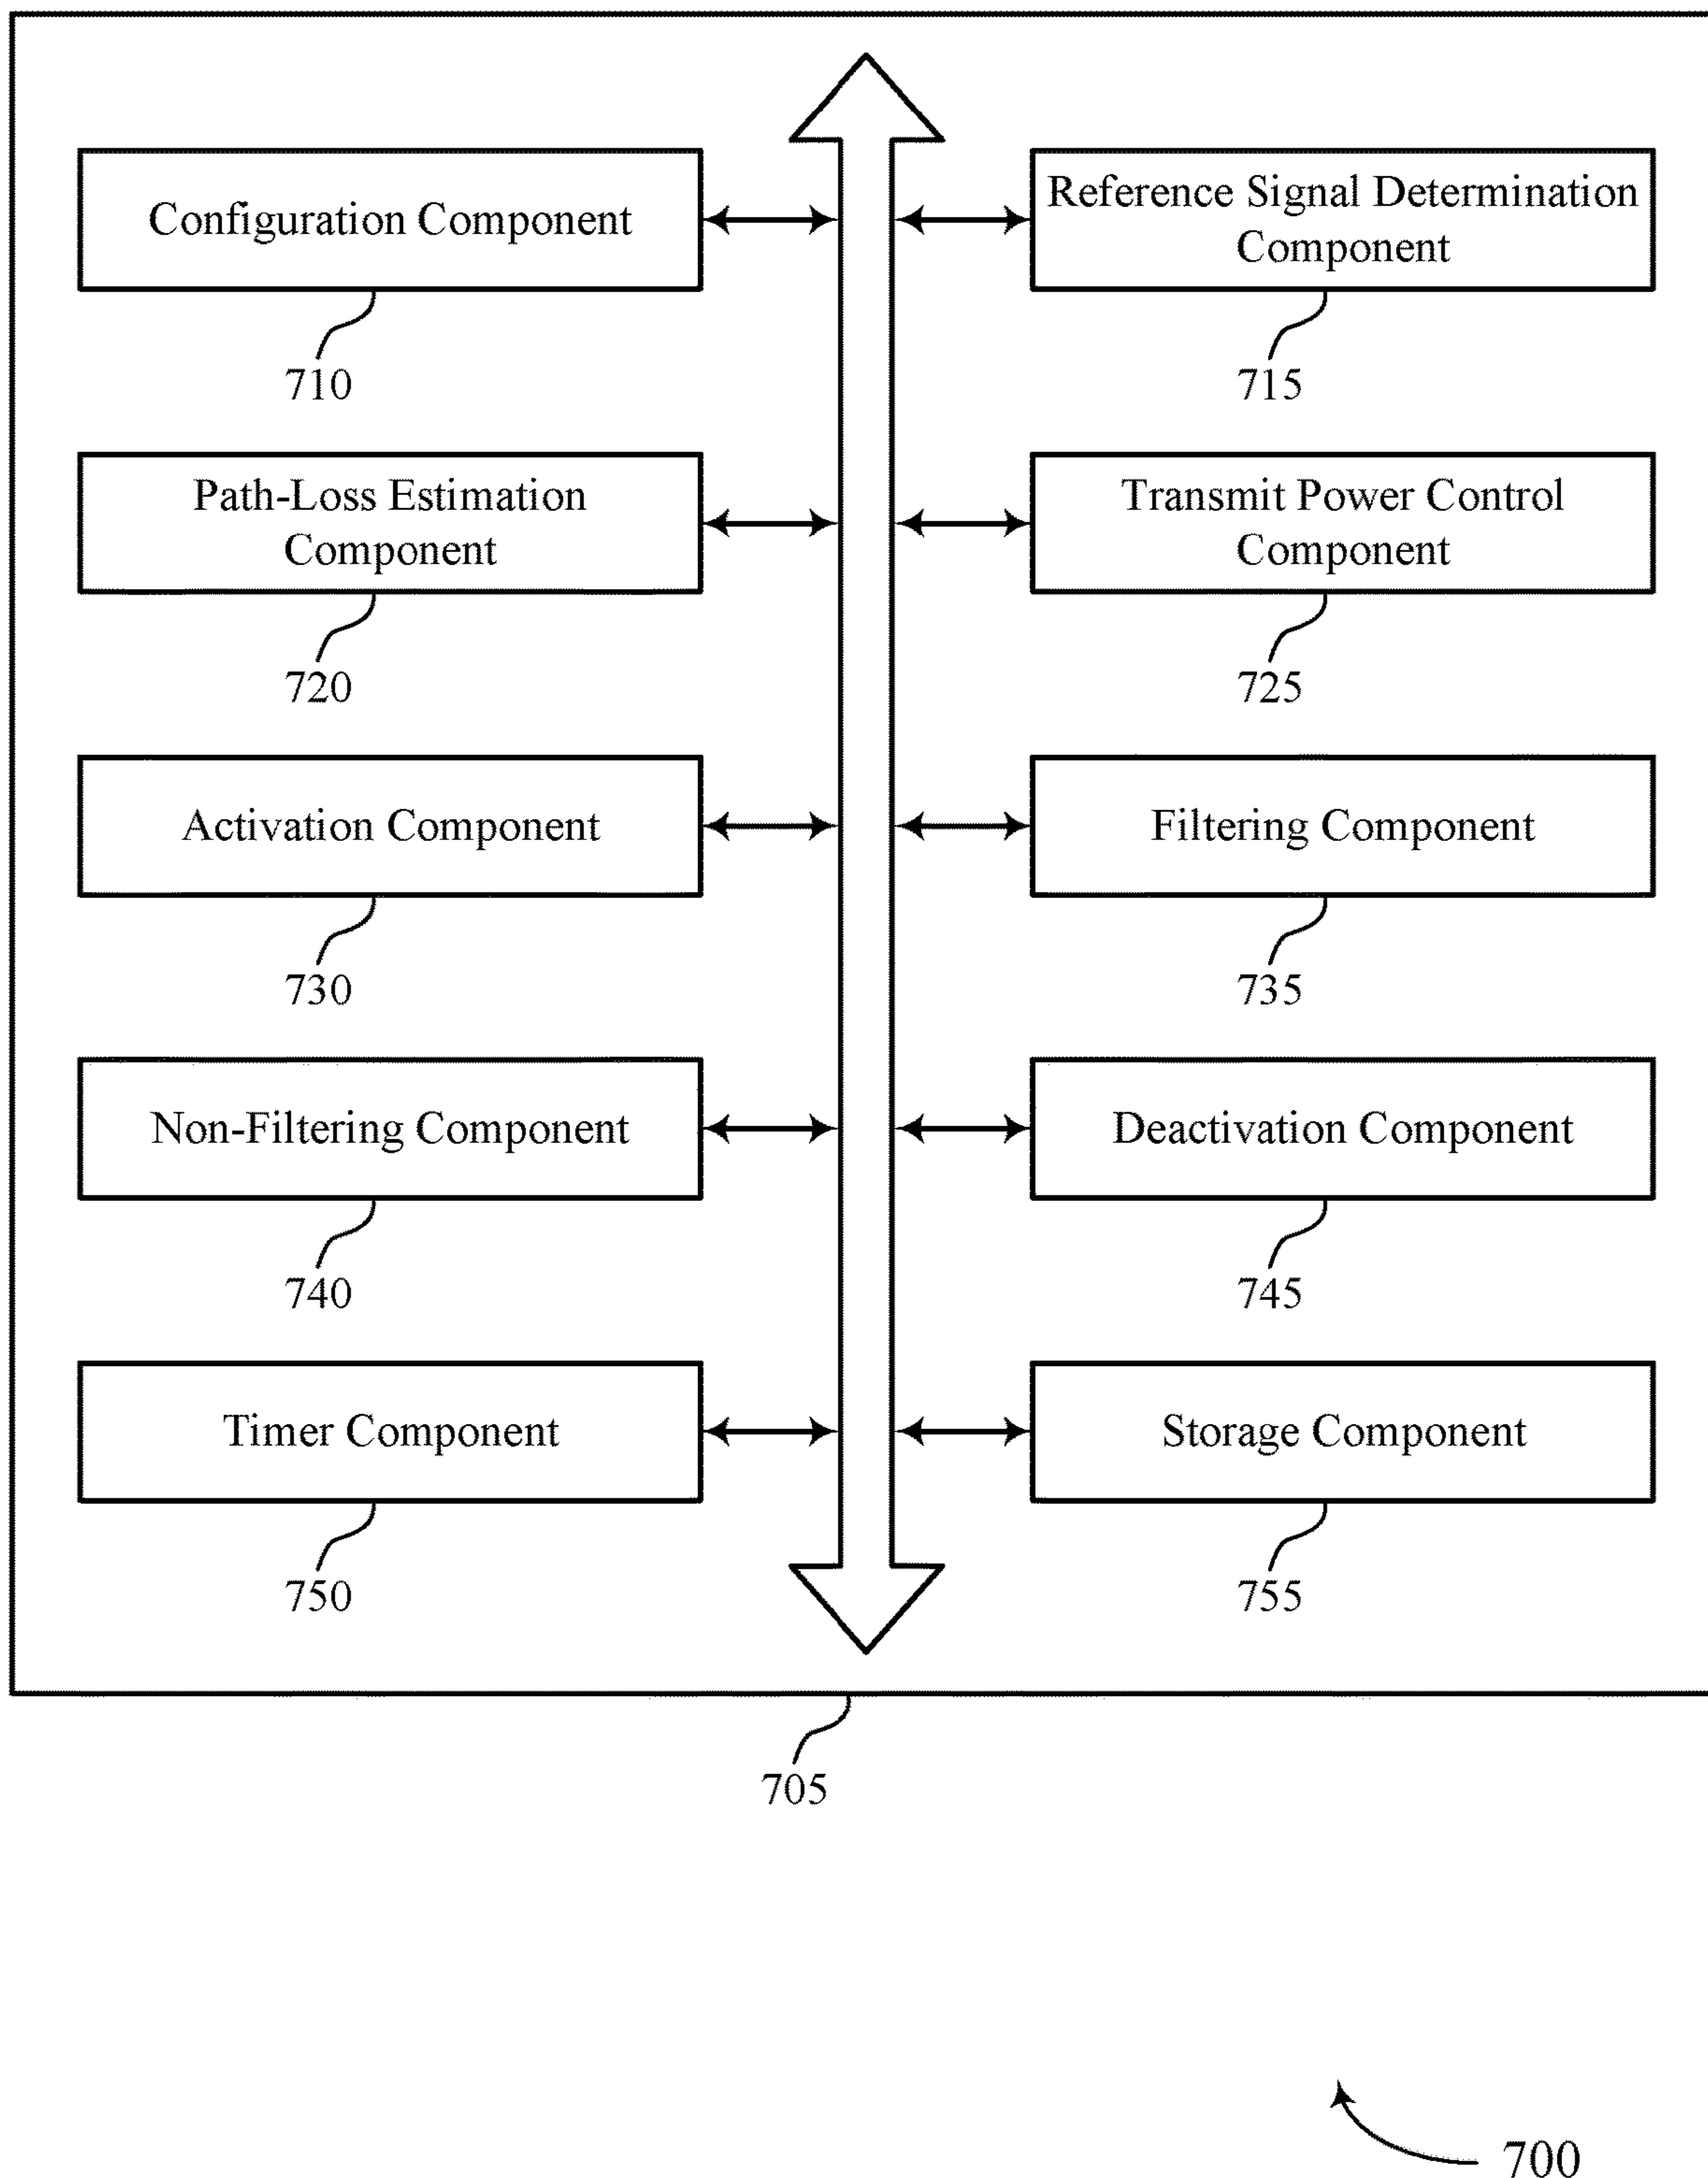 Configuration Component
710
Reference Signal Determination
Component
715
Path-Loss Estimation
Component
720
Transmit Power Control
Component
725
Activation Component
730
Filtering Component
735
Non-Filtering Component
740
Deactivation Component
745
Timer Component
750
Storage Component
755
705
700